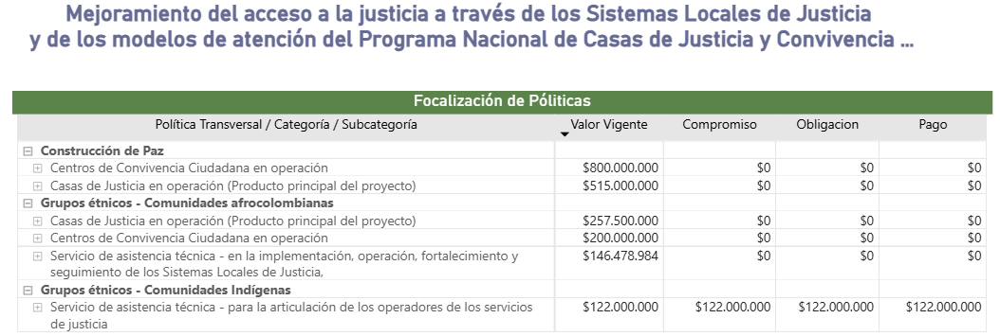 Mejoramiento del acceso a la justicia a través de los Sistemas Locales de Justicia
y de los modelos de atención del Programa Nacional de Casas de Justicia y Convivencia ...
Focalización de Póliticas
Política Transversal / Categoría / Subcategoría Valor Vigente Compromiso Obligacion Pago
Construcción de Paz
Centros de Convivencia Ciudadana en operación $800.000.000 $0 $0 $0
Casas de Justicia en operación (Producto principal del proyecto) $515.000.000 $0 $0 $0
Grupos étnicos - Comunidades afrocolombianas
Casas de Justicia en operación (Producto principal del proyecto) $257.500.000 $0 $0 $0
Centros de Convivencia Ciudadana en operación $200.000.000 $0 $0 $0
Servicio de asistencia técnica - en la implementación, operación, fortalecimiento y $146.478.984 $0 $0 $0
seguimiento de los Sistemas Locales de Justicia,
Grupos étnicos - Comunidades Indígenas
Servicio de asistencia técnica - para la articulación de los operadores de los servicios $122.000.000 $122.000.000 $122.000.000 $122.000.000
de justicia